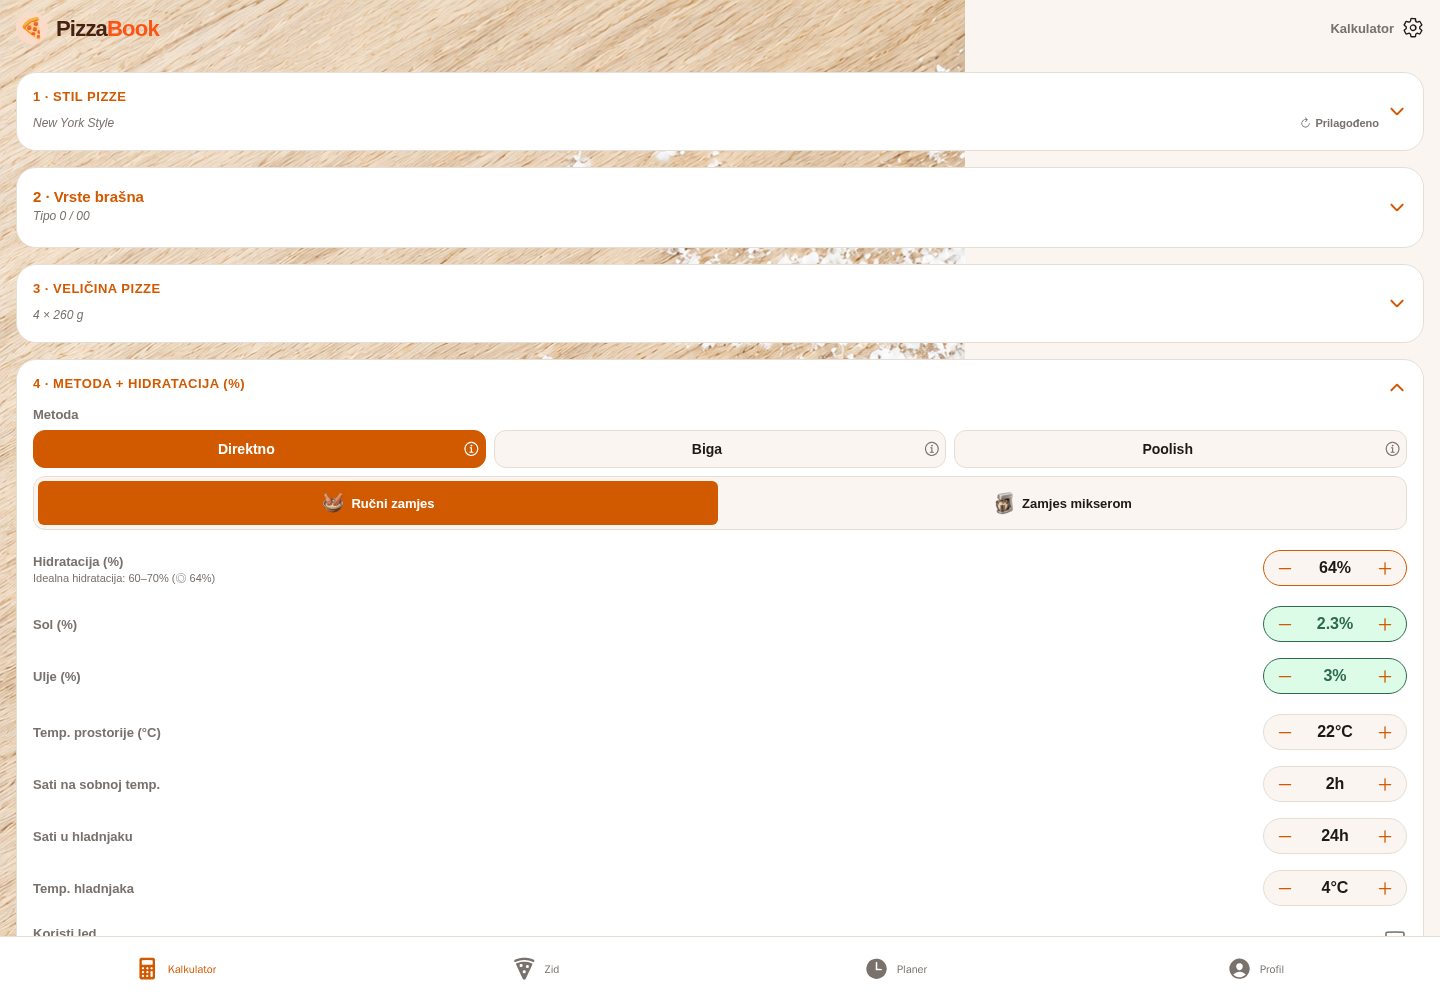 PizzaBook
Kalkulator
1 · STIL PIZZE
New York Style
Prilagođeno
2 · Vrste brašna
Tipo 0 / 00
3 · VELIČINA PIZZE
4 × 260 g
4 · METODA + HIDRATACIJA (%)
Metoda
Direktno
Biga
Poolish
Ručni zamjes
Zamjes mikserom
Hidratacija (%)
Idealna hidratacija: 60–70% (◎ 64%)
64%
Sol (%)
2.3%
Ulje (%)
3%
Temp. prostorije (°C)
22°C
Sati na sobnoj temp.
2h
Sati u hladnjaku
24h
Temp. hladnjaka
4°C
Koristi led
Kalkulator
Zid
Planer
Profil